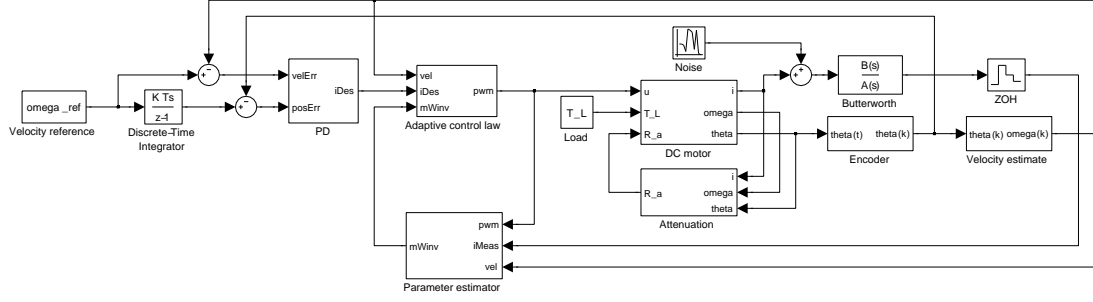 omega _ref
Velocity reference
K Ts
z-1
Discrete-Time
Integrator
+
−
+
−
velErr
posErr
iDes
PD
vel
iDes
mWinv
pwm
Adaptive control law
T_L
Load
Noise
u
T_L
R_a
i
omega
theta
DC motor
R_a
i
omega
theta
Attenuation
+
+
B(s)
A(s)
Butterworth
ZOH
theta(t)
theta(k)
Encoder
theta(k)
omega(k)
Velocity estimate
mWinv
pwm
iMeas
vel
Parameter estimator